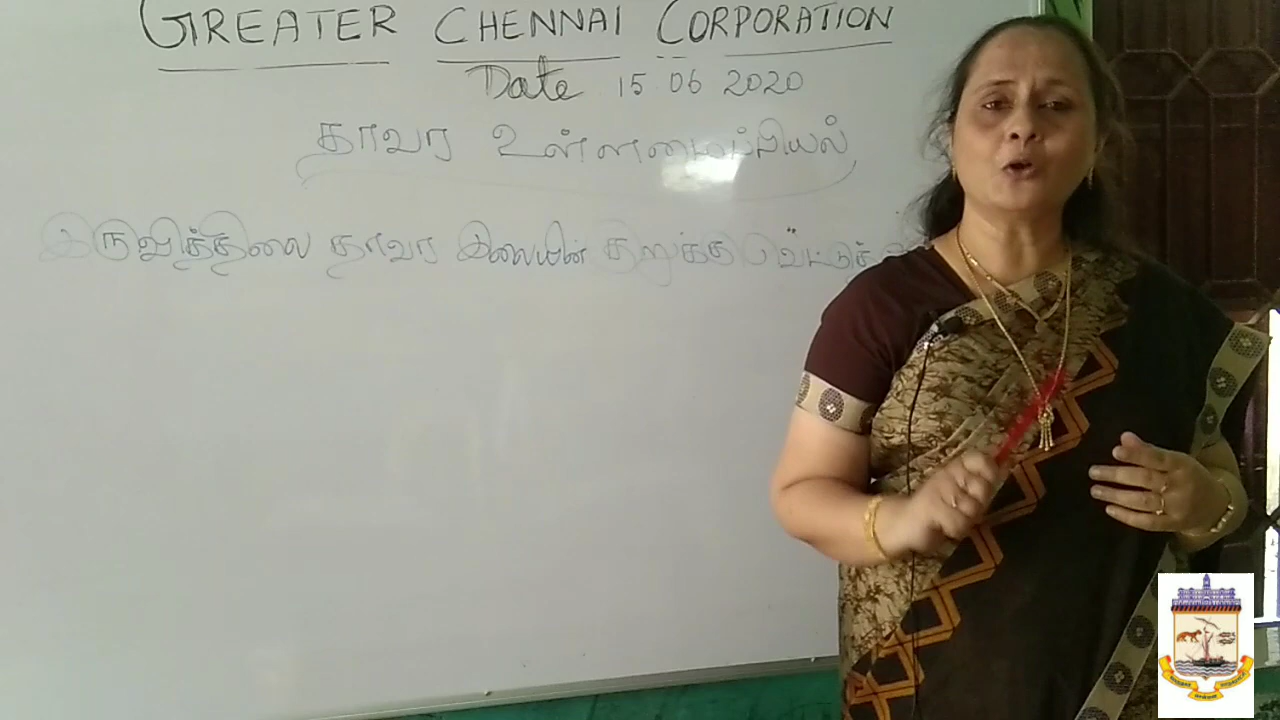 GREATER CHENNAI CORPORATION
Date 15 06 2020
தாவர உள்ளமைப்பியல்
இருவித்திலை தாவர இலையின் குறுக்கு வெட்டுத்